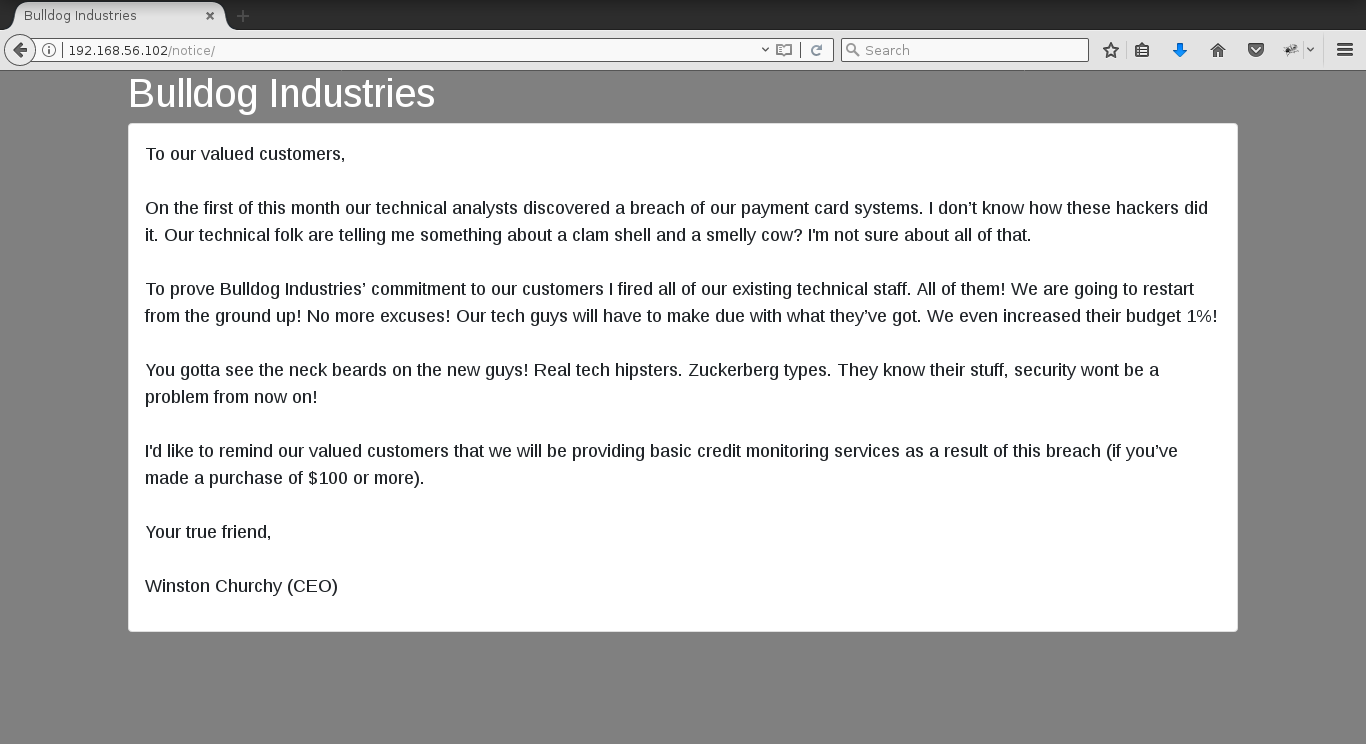 Bulldog Industries
192.168.56.102/notice/
Search
Bulldog Industries
To our valued customers,
On the first of this month our technical analysts discovered a breach of our payment card systems. I don’t know how these hackers did
it. Our technical folk are telling me something about a clam shell and a smelly cow? I'm not sure about all of that.
To prove Bulldog Industries’ commitment to our customers I fired all of our existing technical staff. All of them! We are going to restart
from the ground up! No more excuses! Our tech guys will have to make due with what they’ve got. We even increased their budget 1%!
You gotta see the neck beards on the new guys! Real tech hipsters. Zuckerberg types. They know their stuff, security wont be a
problem from now on!
I'd like to remind our valued customers that we will be providing basic credit monitoring services as a result of this breach (if you’ve
made a purchase of $100 or more).
Your true friend,
Winston Churchy (CEO)